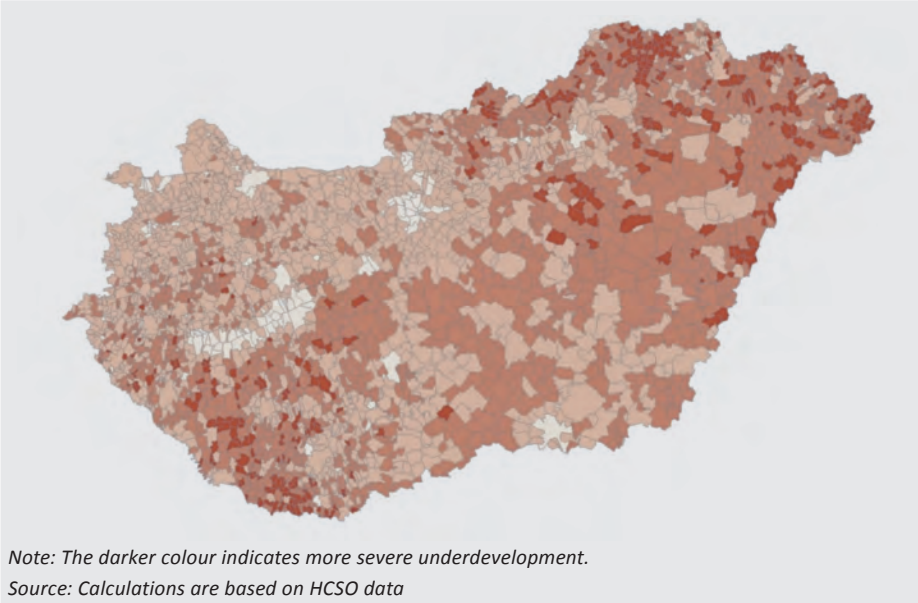 Note: The darker colour indicates more severe underdevelopment.
Source: Calculations are based on HCSO data